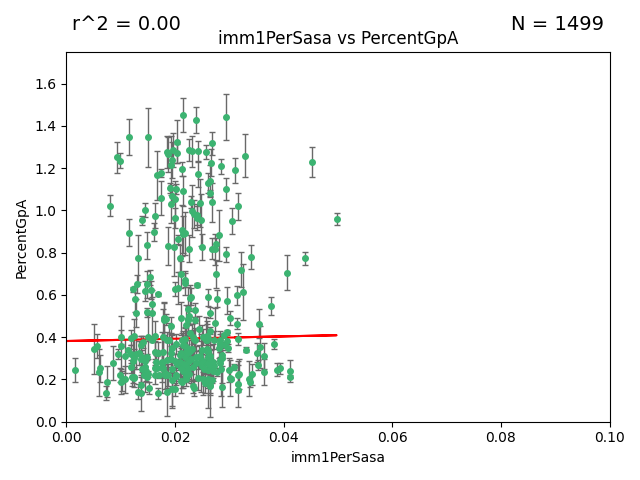 r^2 = 0.00
N = 1499
imm1PerSasa vs PercentGpA
PercentGpA
1.6
1.4
1.2
1.0
0.8
0.6
0.4
0.2
0.0
0.00 0.02 0.04 0.06 0.08 0.10
imm1PerSasa